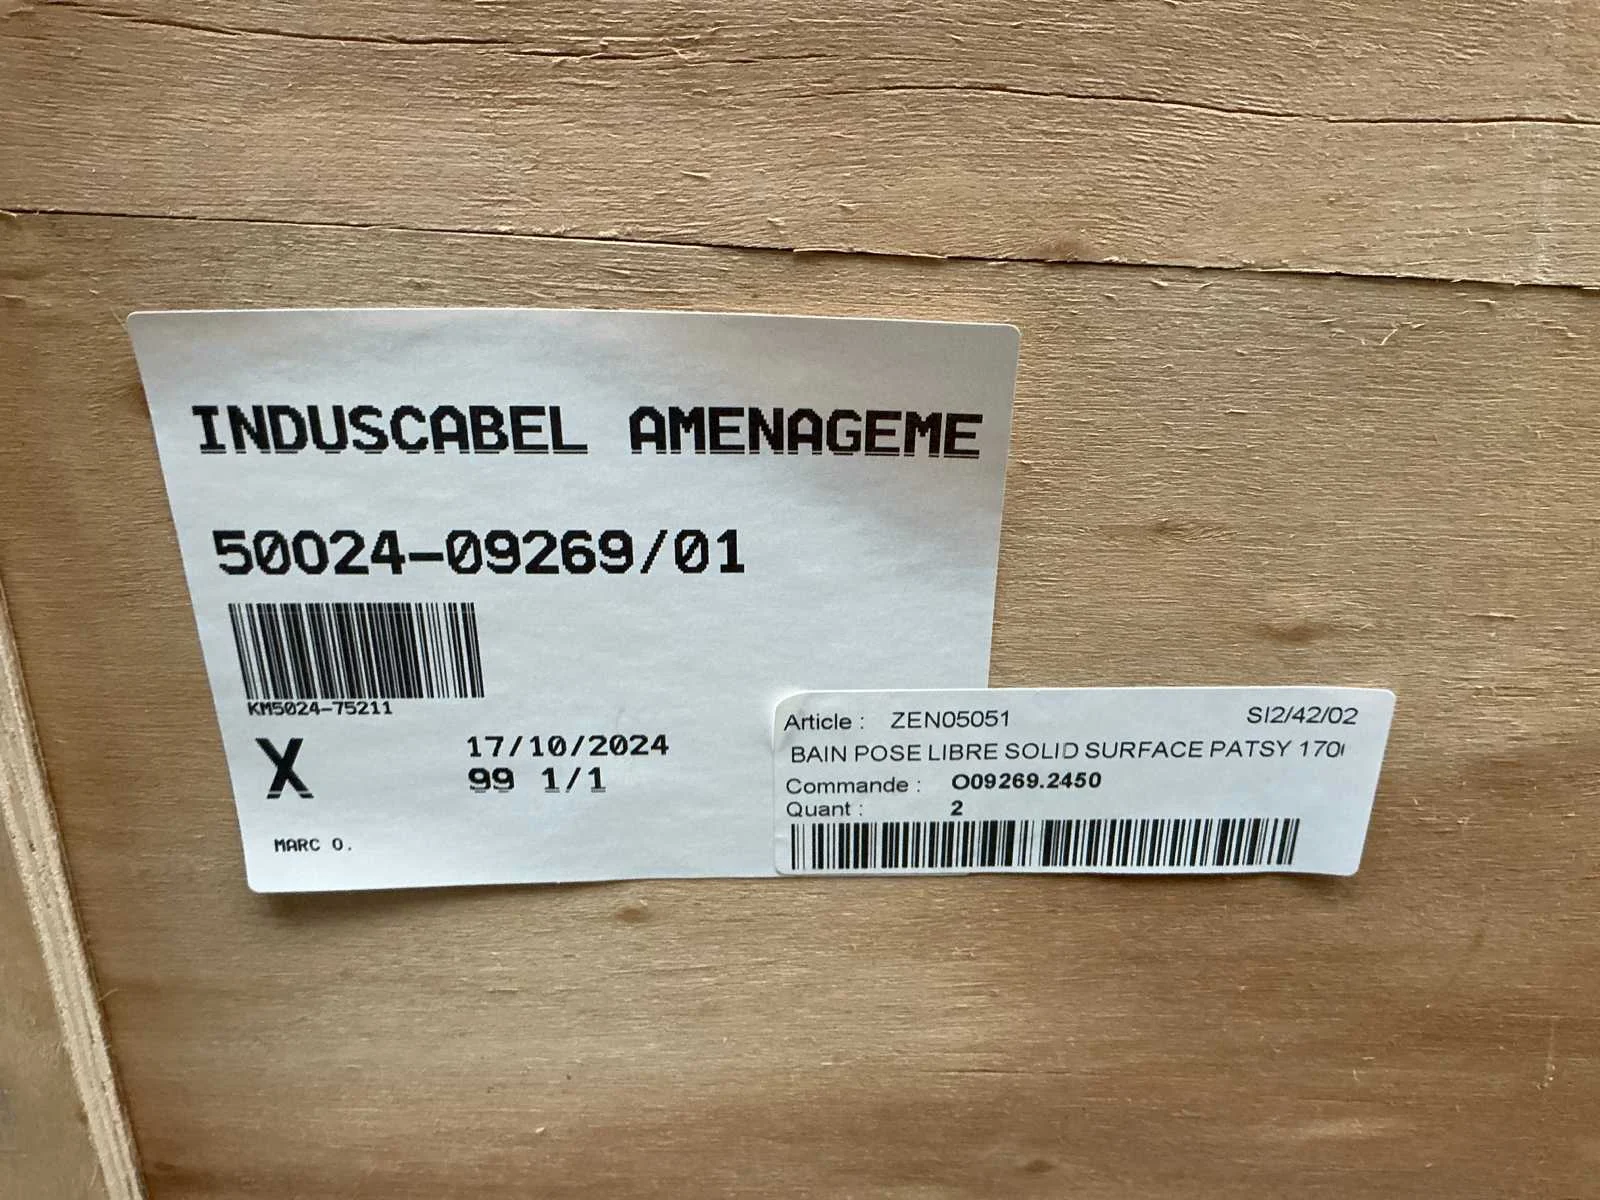 INDUSCABEL AMENAGEME
50024-09269/01
KM5024-75211
X
17/10/2024
99 1/1
MARC O.
Article : ZEN05051 SI2/42/02
BAIN POSE LIBRE SOLID SURFACE PATSY 170
Commande : O09269.2450
Quant : 2